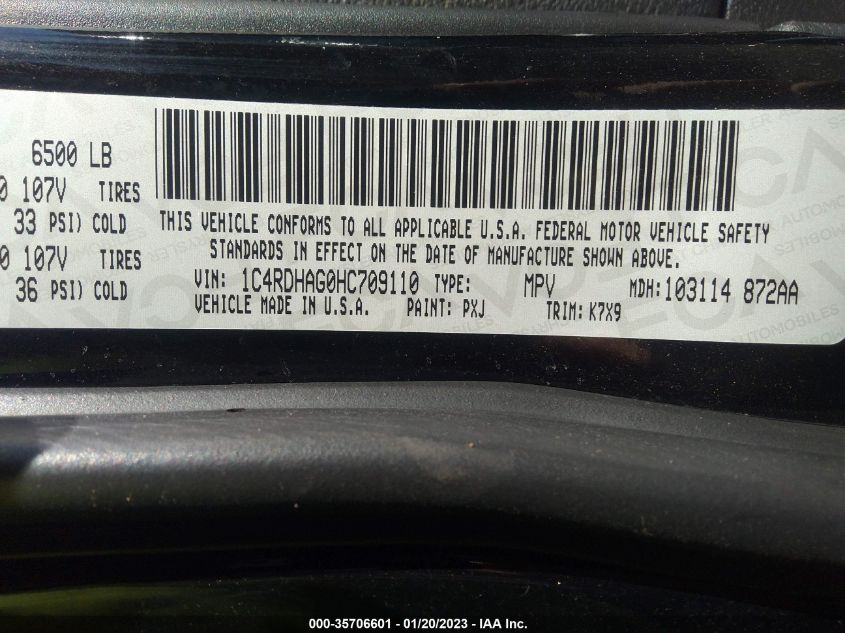 6500 LB
0 107V TIRES
33 PSI) COLD
0 107V TIRES
36 PSI) COLD
THIS VEHICLE CONFORMS TO ALL APPLICABLE U.S.A. FEDERAL MOTOR VEHICLE SAFETY
STANDARDS IN EFFECT ON THE DATE OF MANUFACTURE SHOWN ABOVE.
VIN: 1C4RDHAG0HC709110 TYPE: MPV MDH: 103114 872AA
VEHICLE MADE IN U.S.A. PAINT: PXJ TRIM: K7X9
000-35706601 - 01/20/2023 - IAA Inc.